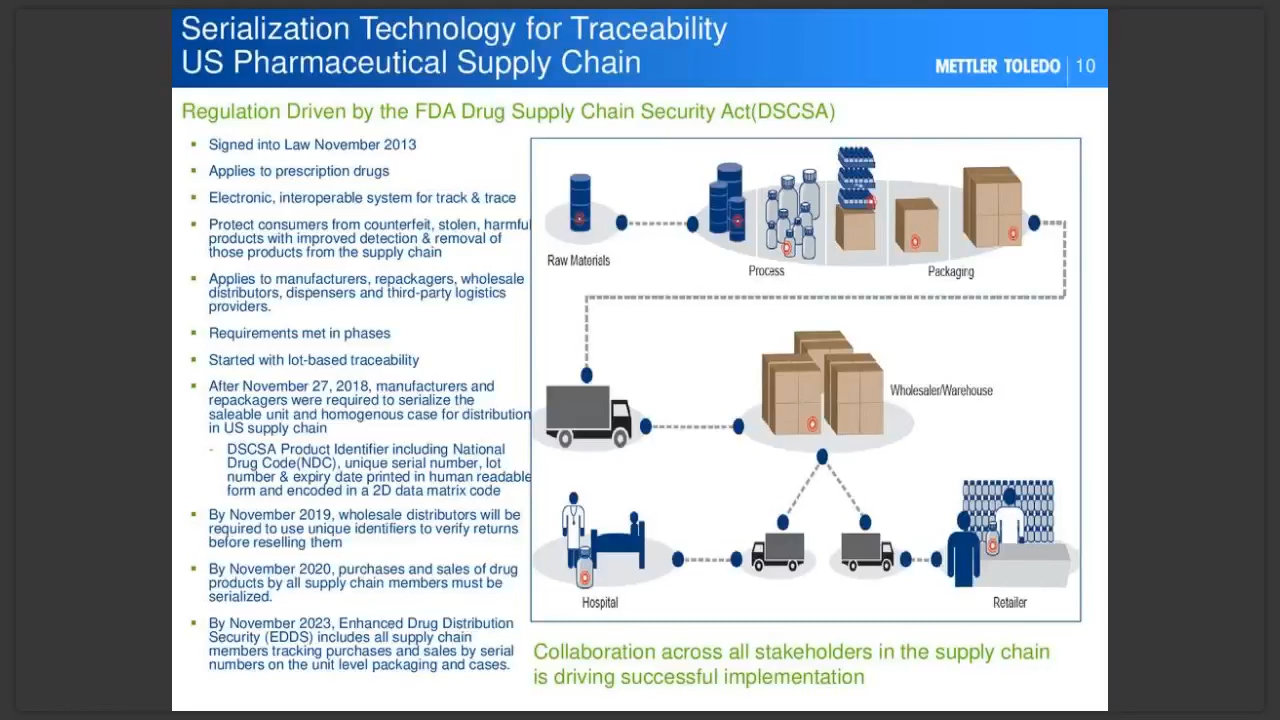 Serialization Technology for Traceability
US Pharmaceutical Supply Chain
METTLER TOLEDO 10
Regulation Driven by the FDA Drug Supply Chain Security Act(DSCSA)
▪ Signed into Law November 2013
▪ Applies to prescription drugs
▪ Electronic, interoperable system for track & trace
▪ Protect consumers from counterfeit, stolen, harmful
products with improved detection & removal of
those products from the supply chain
▪ Applies to manufacturers, repackagers, wholesale
distributors, dispensers and third-party logistics
providers.
▪ Requirements met in phases
▪ Started with lot-based traceability
▪ After November 27, 2018, manufacturers and
repackagers were required to serialize the
saleable unit and homogenous case for distribution
in US supply chain
- DSCSA Product Identifier including National
Drug Code(NDC), unique serial number, lot
number & expiry date printed in human readable
form and encoded in a 2D data matrix code
▪ By November 2019, wholesale distributors will be
required to use unique identifiers to verify returns
before reselling them
▪ By November 2020, purchases and sales of drug
products by all supply chain members must be
serialized.
▪ By November 2023, Enhanced Drug Distribution
Security (EDDS) includes all supply chain
members tracking purchases and sales by serial
numbers on the unit level packaging and cases.
Raw Materials
Process
Packaging
Wholesaler/Warehouse
Hospital
Retailer
Collaboration across all stakeholders in the supply chain
is driving successful implementation